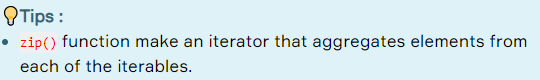 Tips :
zip() function make an iterator that aggregates elements from
each of the iterables.